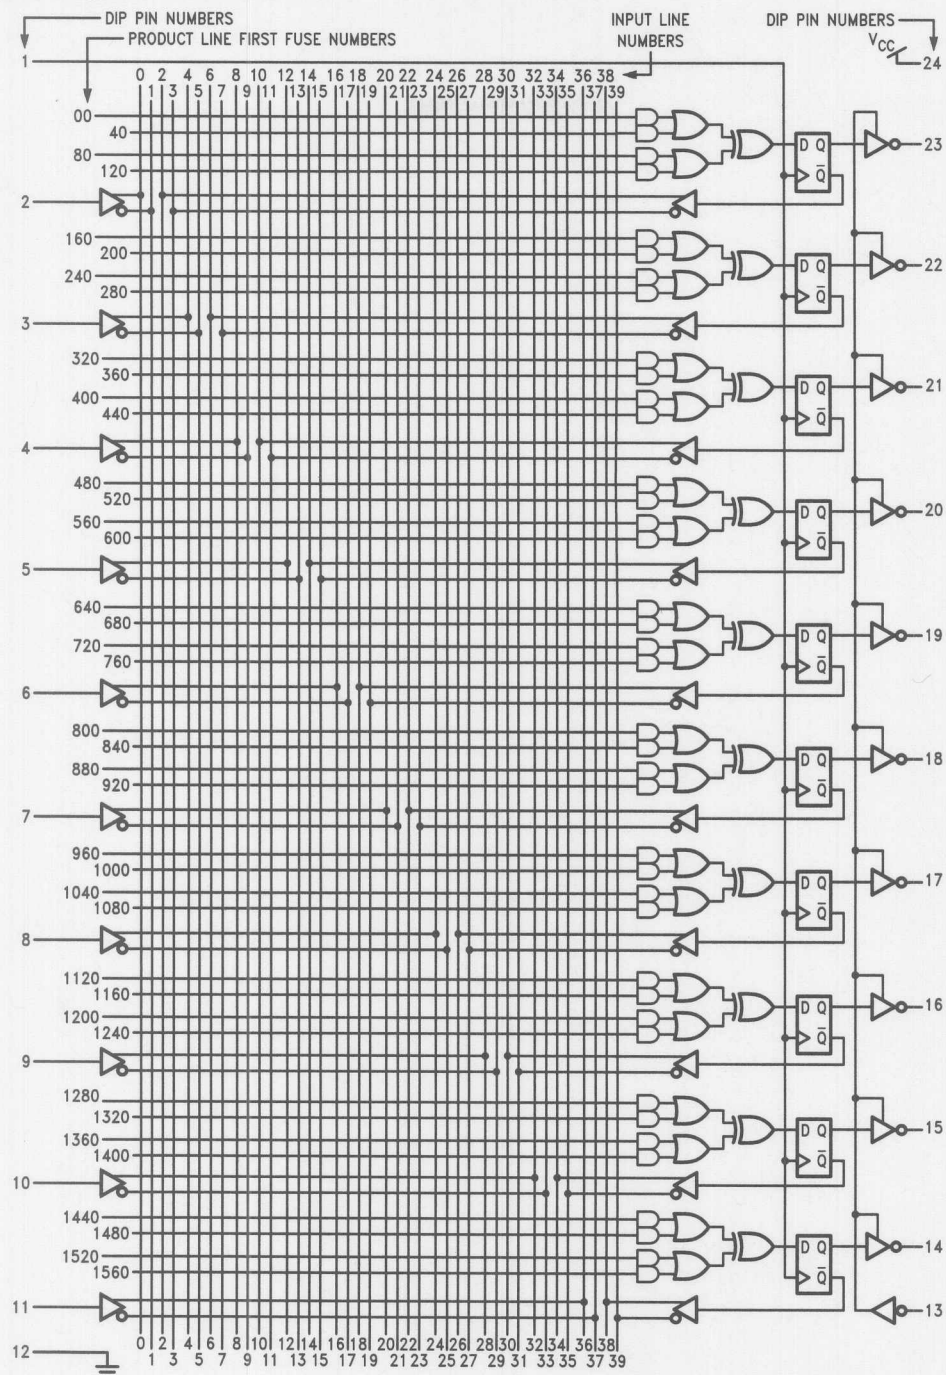 DIP PIN NUMBERS
PRODUCT LINE FIRST FUSE NUMBERS
INPUT LINE
NUMBERS
DIP PIN NUMBERS
VCC
1
24
0 2 4 6 8 10 12 14 16 18 20 22 24 26 28 30 32 34 36 38
1 3 5 7 9 11 13 15 17 19 21 23 25 27 29 31 33 35 37 39
00
40
80
120
D Q
Q̅
23
2
160
200
240
280
D Q
Q̅
22
3
320
360
400
440
D Q
Q̅
21
4
480
520
560
600
D Q
Q̅
20
5
640
680
720
760
D Q
Q̅
19
6
800
840
880
920
D Q
Q̅
18
7
960
1000
1040
1080
D Q
Q̅
17
8
1120
1160
1200
1240
D Q
Q̅
16
9
1280
1320
1360
1400
D Q
Q̅
15
10
1440
1480
1520
1560
D Q
Q̅
14
11
13
0 2 4 6 8 10 12 14 16 18 20 22 24 26 28 30 32 34 36 38
1 3 5 7 9 11 13 15 17 19 21 23 25 27 29 31 33 35 37 39
12